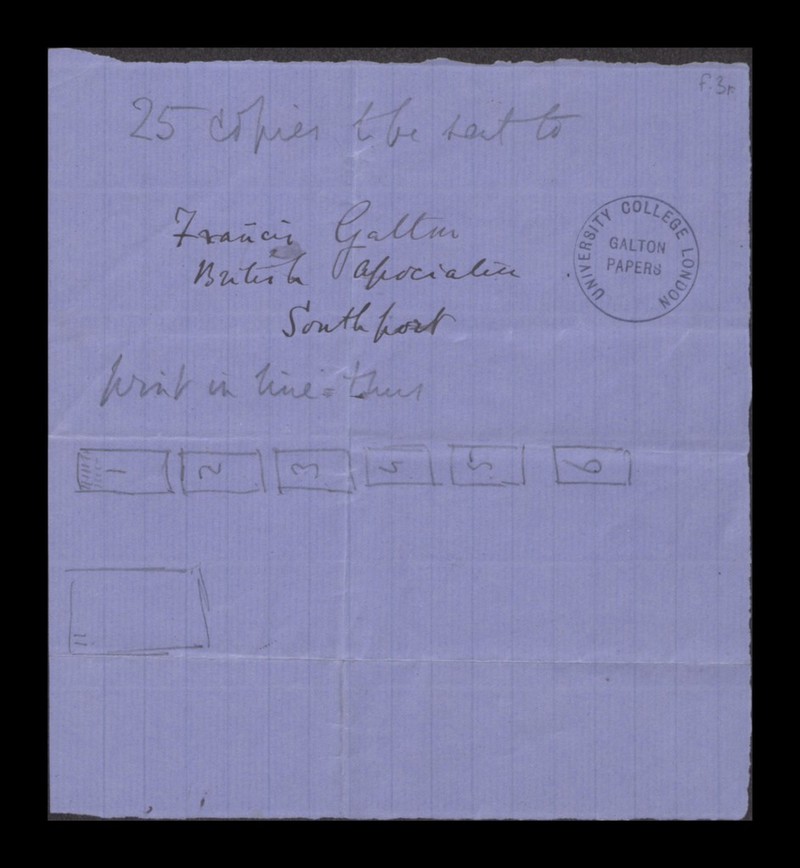 f.3r
25 copies to be sent to
Francis Galton
British Association
Southport
UNIVERSITY COLLEGE LONDON
GALTON
PAPERS
print in line = thus
1 2 3 4 5 6